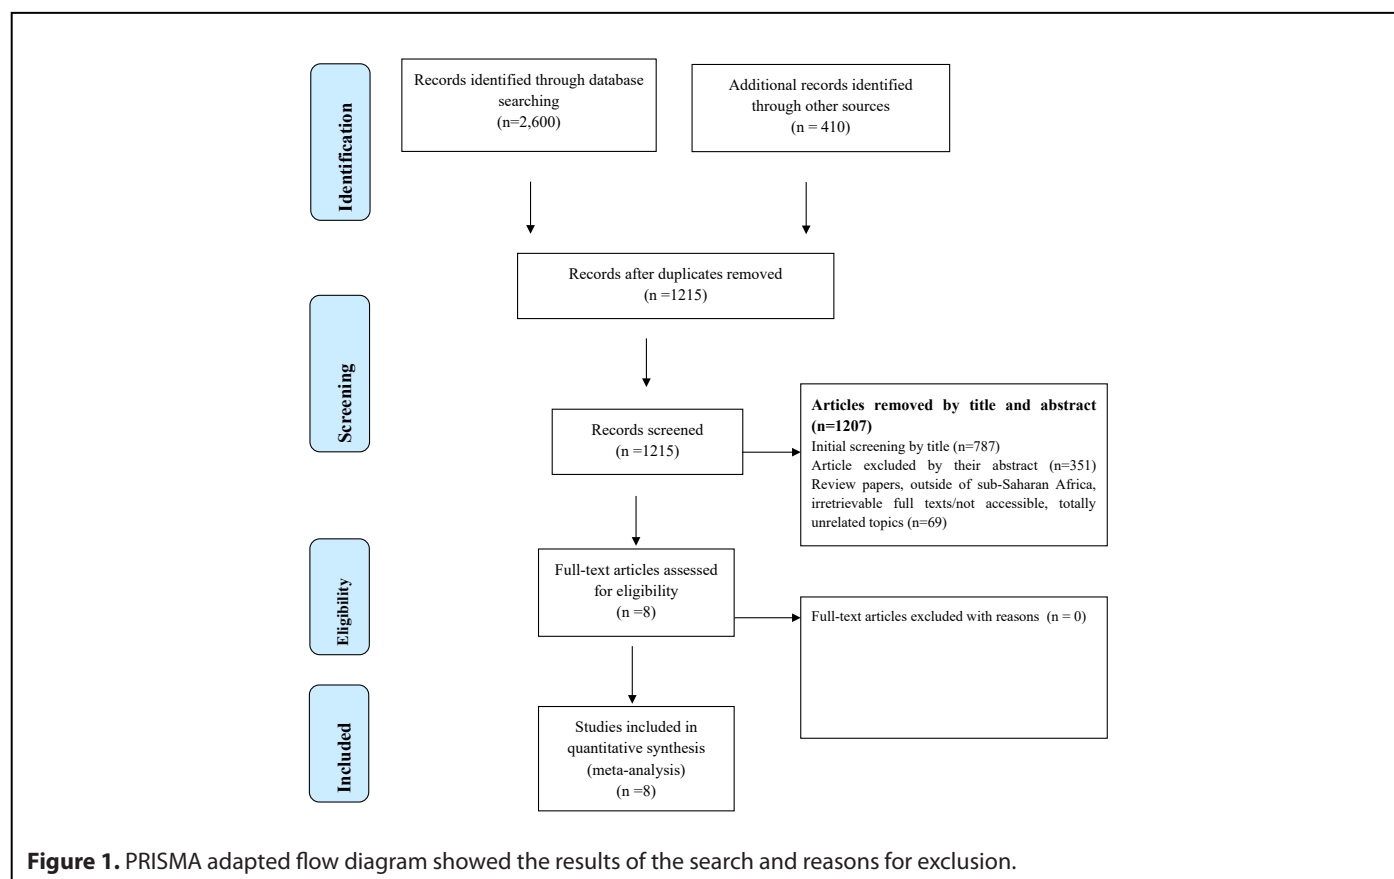 Identification
Records identified through database
searching
(n=2,600)
Additional records identified
through other sources
(n = 410)
Records after duplicates removed
(n =1215)
Screening
Records screened
(n =1215)
Articles removed by title and abstract
(n=1207)
Initial screening by title (n=787)
Article excluded by their abstract (n=351)
Review papers, outside of sub-Saharan Africa,
irretrievable full texts/not accessible, totally
unrelated topics (n=69)
Eligibility
Full-text articles assessed
for eligibility
(n =8)
Full-text articles excluded with reasons (n = 0)
Included
Studies included in
quantitative synthesis
(meta-analysis)
(n =8)
Figure 1. PRISMA adapted flow diagram showed the results of the search and reasons for exclusion.